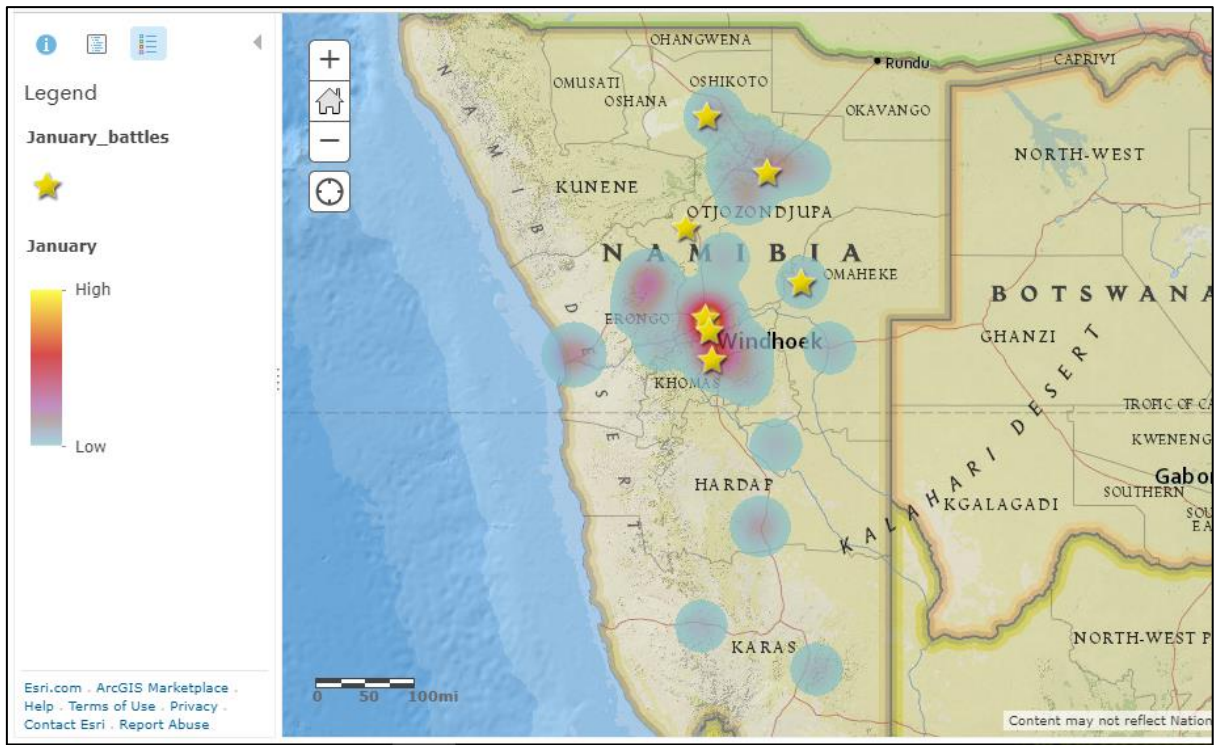 Legend
January_battles
January
High
Low
Esri.com . ArcGIS Marketplace .
Help . Terms of Use . Privacy .
Contact Esri . Report Abuse
+
−
OHANGWENA
Rundu
CAPRIVI
OMUSATI
OSHIKOTO
OSHANA
OKAVANGO
NORTH-WEST
KUNENE
OTJOZONDJUPA
NAMIBIA
OMAHEKE
BOTSWANA
ERONGO
Windhoek
GHANZI
KHOMAS
NAMIB DESERT
TROPIC OF CA
KWENENG
HARDAP
KALAHARI DESERT
Gabor
SOUTHERN
KGALAGADI
SOU
EA
KARAS
NORTH-WEST P
0 50 100mi
Content may not reflect Nation